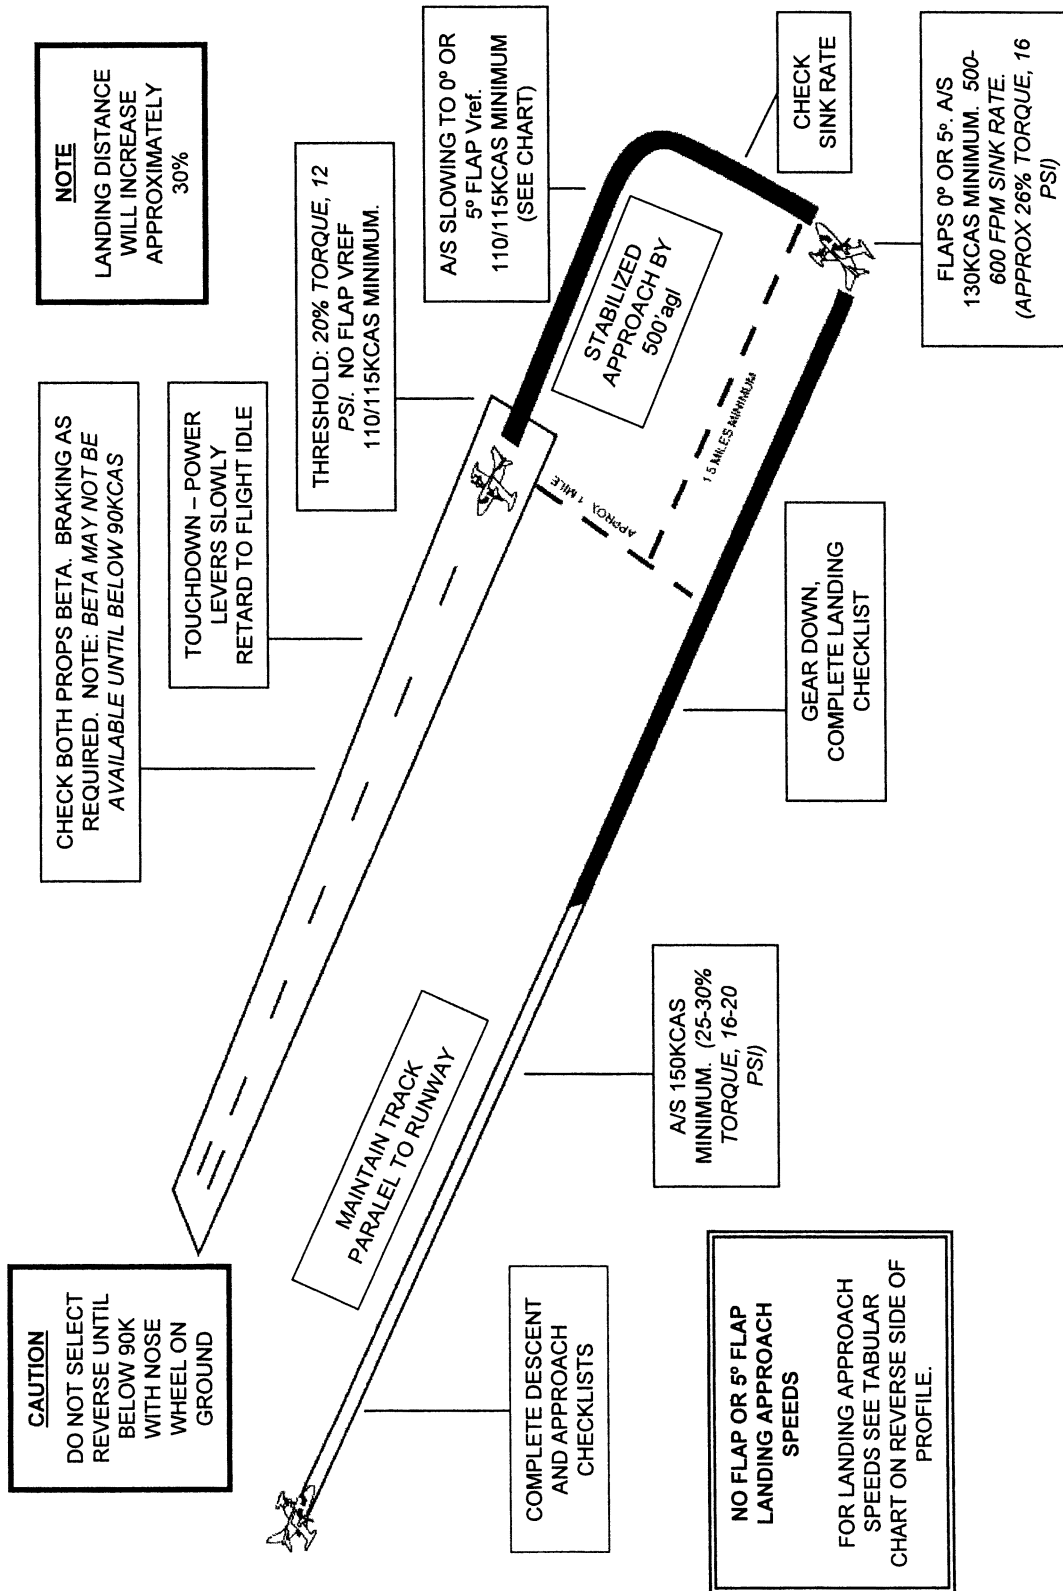 CAUTION
DO NOT SELECT
REVERSE UNTIL
BELOW 90K
WITH NOSE
WHEEL ON
GROUND
CHECK BOTH PROPS BETA. BRAKING AS
REQUIRED. NOTE: BETA MAY NOT BE
AVAILABLE UNTIL BELOW 90KCAS
NOTE
LANDING DISTANCE
WILL INCREASE
APPROXIMATELY
30%
TOUCHDOWN – POWER
LEVERS SLOWLY
RETARD TO FLIGHT IDLE
THRESHOLD: 20% TORQUE, 12
PSI. NO FLAP VREF
110/115KCAS MINIMUM.
A/S SLOWING TO 0º OR
5º FLAP Vref.
110/115KCAS MINIMUM
(SEE CHART)
MAINTAIN TRACK
PARALEL TO RUNWAY
STABILIZED
APPROACH BY
500'agl
APPROX 1 MILE
1.5 MILES MINIMUM
CHECK
SINK RATE
COMPLETE DESCENT
AND APPROACH
CHECKLISTS
A/S 150KCAS
MINIMUM. (25-30%
TORQUE, 16-20
PSI)
GEAR DOWN,
COMPLETE LANDING
CHECKLIST
FLAPS 0º OR 5º. A/S
130KCAS MINIMUM. 500-
600 FPM SINK RATE.
(APPROX 26% TORQUE, 16
PSI)
NO FLAP OR 5º FLAP
LANDING APPROACH
SPEEDS
FOR LANDING APPROACH
SPEEDS SEE TABULAR
CHART ON REVERSE SIDE OF
PROFILE.